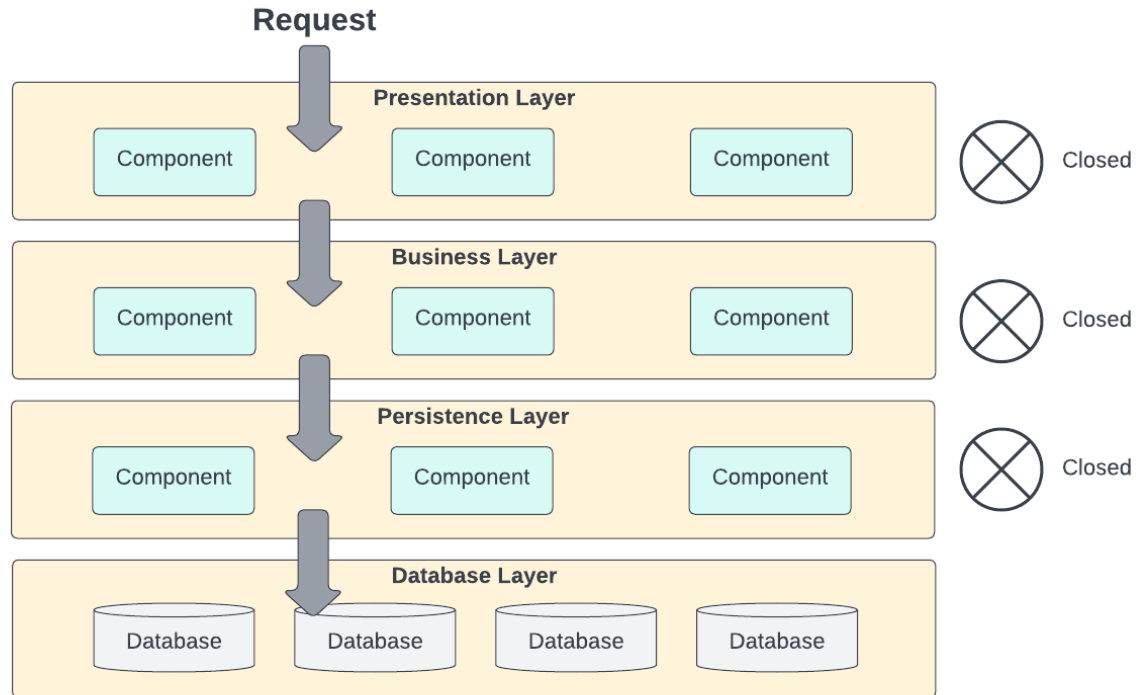 Request
Presentation Layer
Component
Component
Component
Closed
Business Layer
Component
Component
Component
Closed
Persistence Layer
Component
Component
Component
Closed
Database Layer
Database
Database
Database
Database